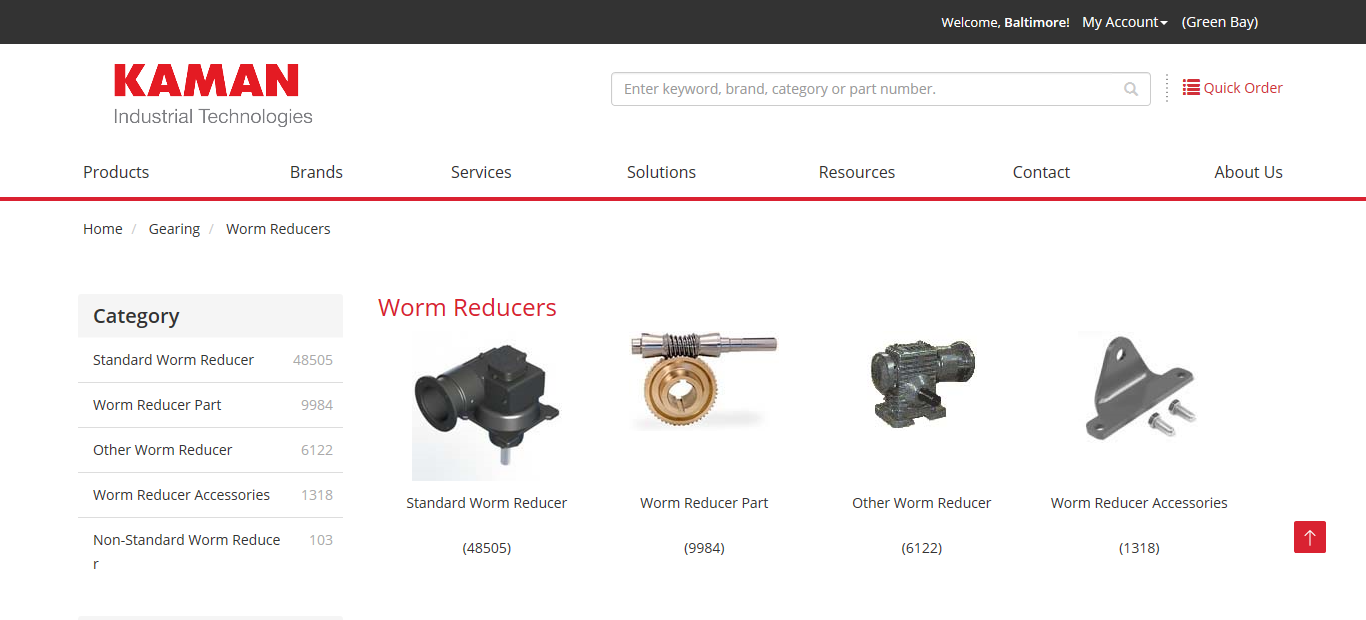 Welcome, Baltimore! My Account (Green Bay)
KAMAN
Industrial Technologies
Enter keyword, brand, category or part number.
Quick Order
Products Brands Services Solutions Resources Contact About Us
Home / Gearing / Worm Reducers
Category
Standard Worm Reducer 48505
Worm Reducer Part 9984
Other Worm Reducer 6122
Worm Reducer Accessories 1318
Non-Standard Worm Reduce 103
r
Worm Reducers
Standard Worm Reducer Worm Reducer Part Other Worm Reducer Worm Reducer Accessories
(48505) (9984) (6122) (1318)